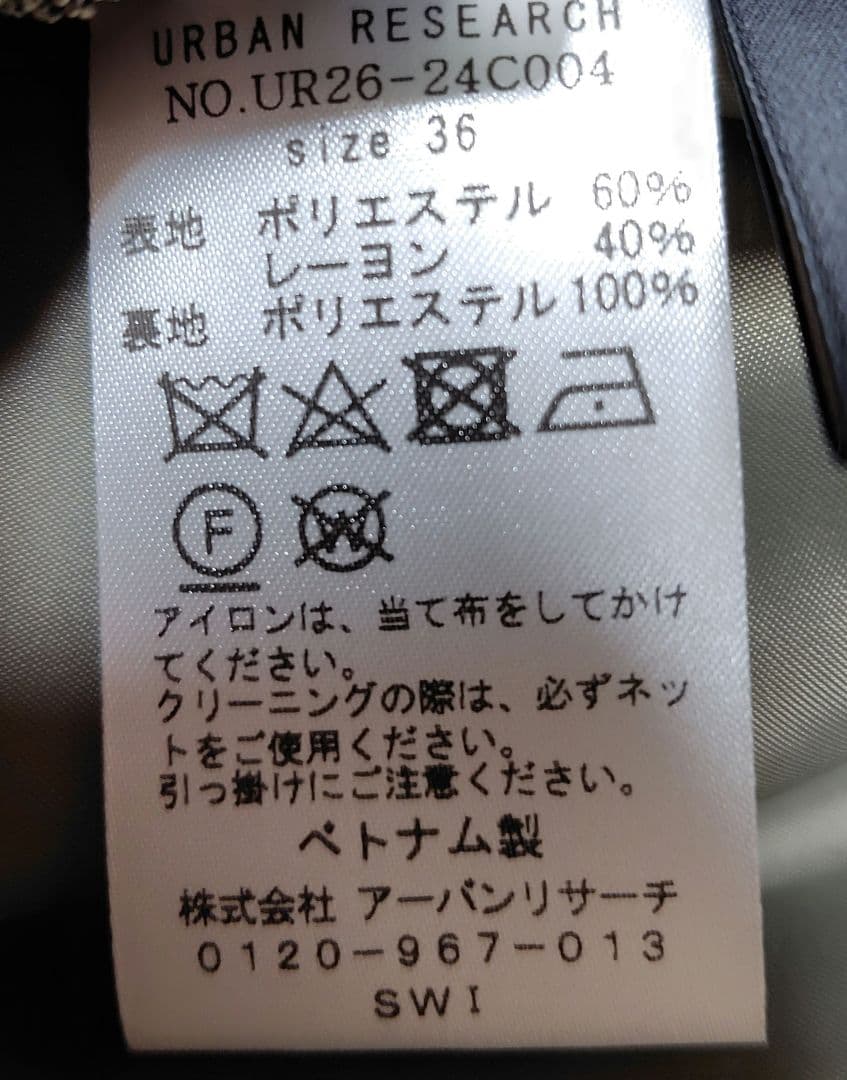 URBAN RESEARCH
NO.UR26-24C004
size 36
表地 ポリエステル 60%
レーヨン 40%
裏地 ポリエステル 100%
F W
アイロンは、当て布をしてかけ
てください。
クリーニングの際は、必ずネッ
トをご使用ください。
引っ掛けにご注意ください。
ベトナム製
株式会社 アーバンリサーチ
0120-967-013
SWI